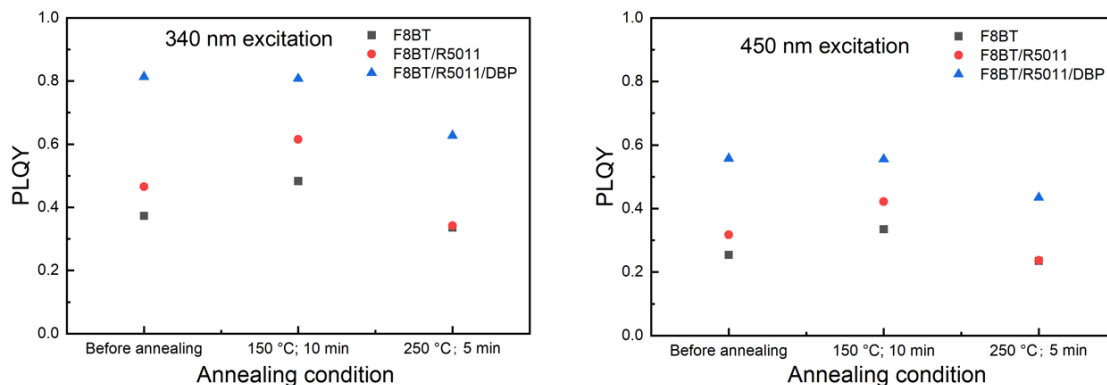 340 nm excitation
F8BT
F8BT/R5011
F8BT/R5011/DBP
PLQY
1.0
0.8
0.6
0.4
0.2
0.0
Before annealing
150 °C; 10 min
250 °C; 5 min
Annealing condition
450 nm excitation
F8BT
F8BT/R5011
F8BT/R5011/DBP
PLQY
1.0
0.8
0.6
0.4
0.2
0.0
Before annealing
150 °C; 10 min
250 °C; 5 min
Annealing condition